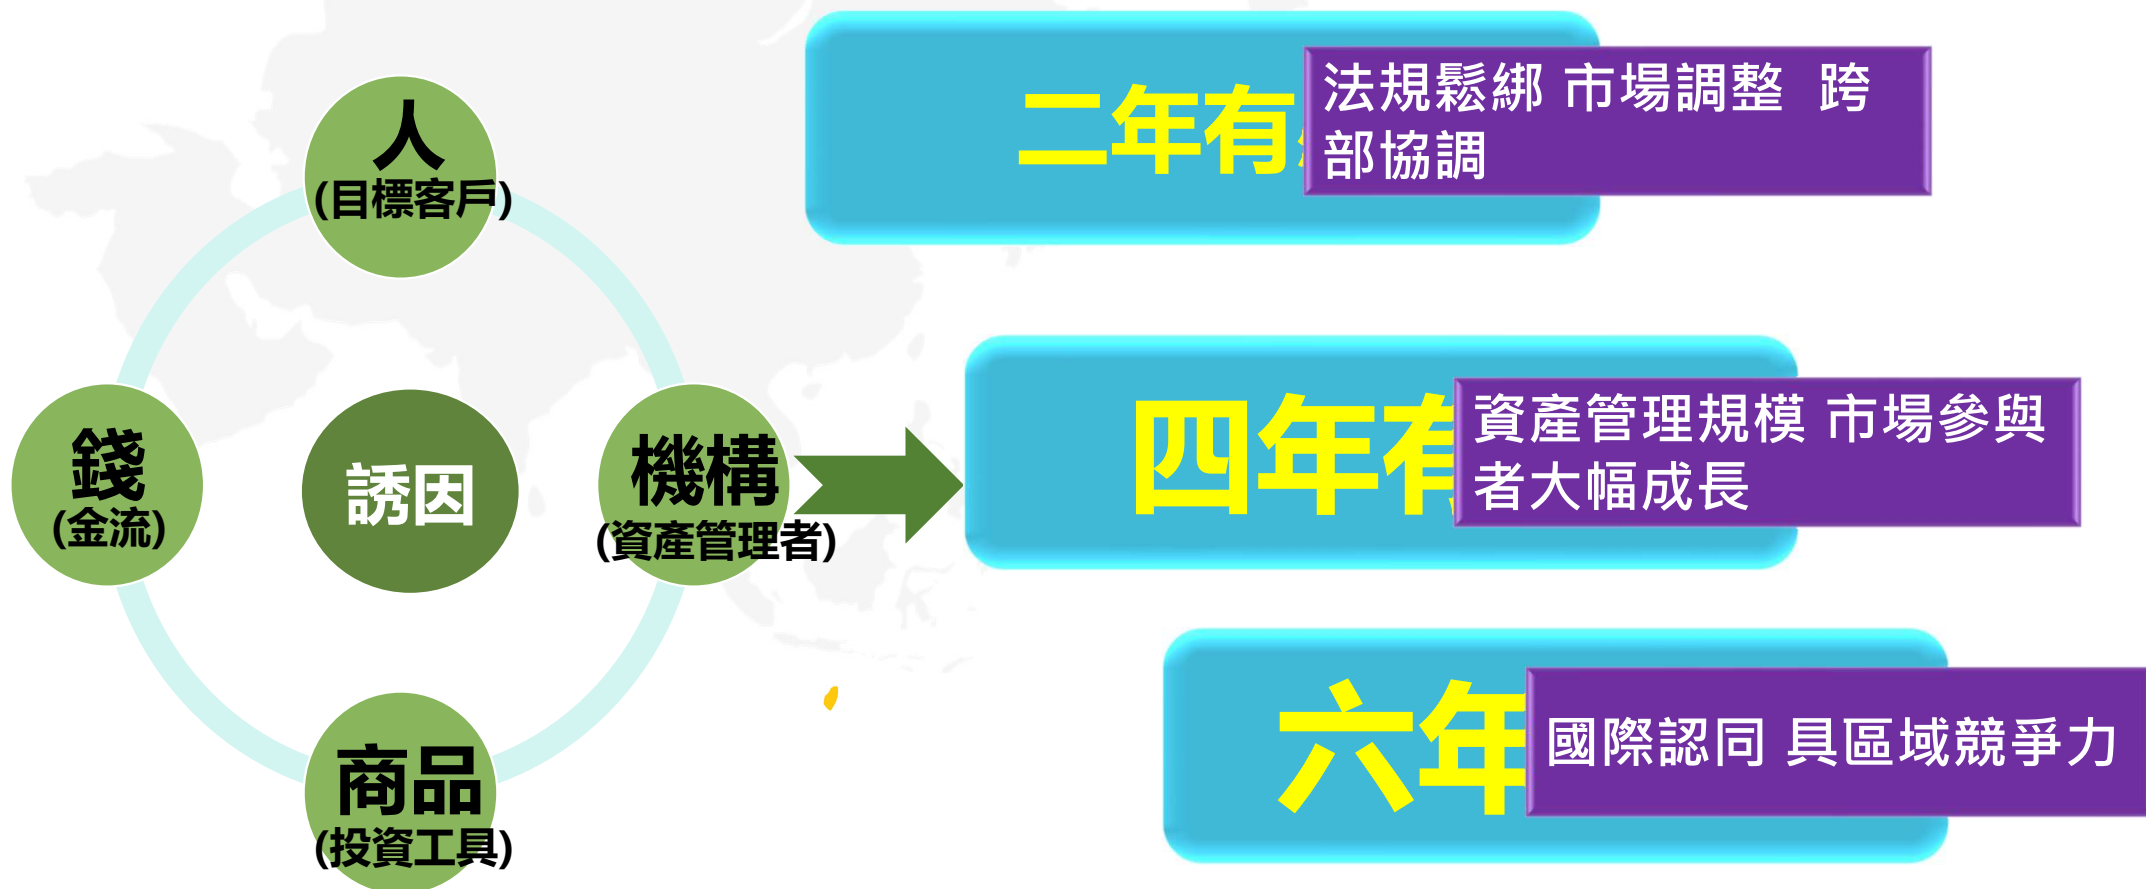 人
(目標客戶)
錢
(金流)
誘因
機構
(資產管理者)
商品
(投資工具)
二年有
法規鬆綁 市場調整 跨
部協調
四年有
資產管理規模 市場參與
者大幅成長
六年
國際認同 具區域競爭力